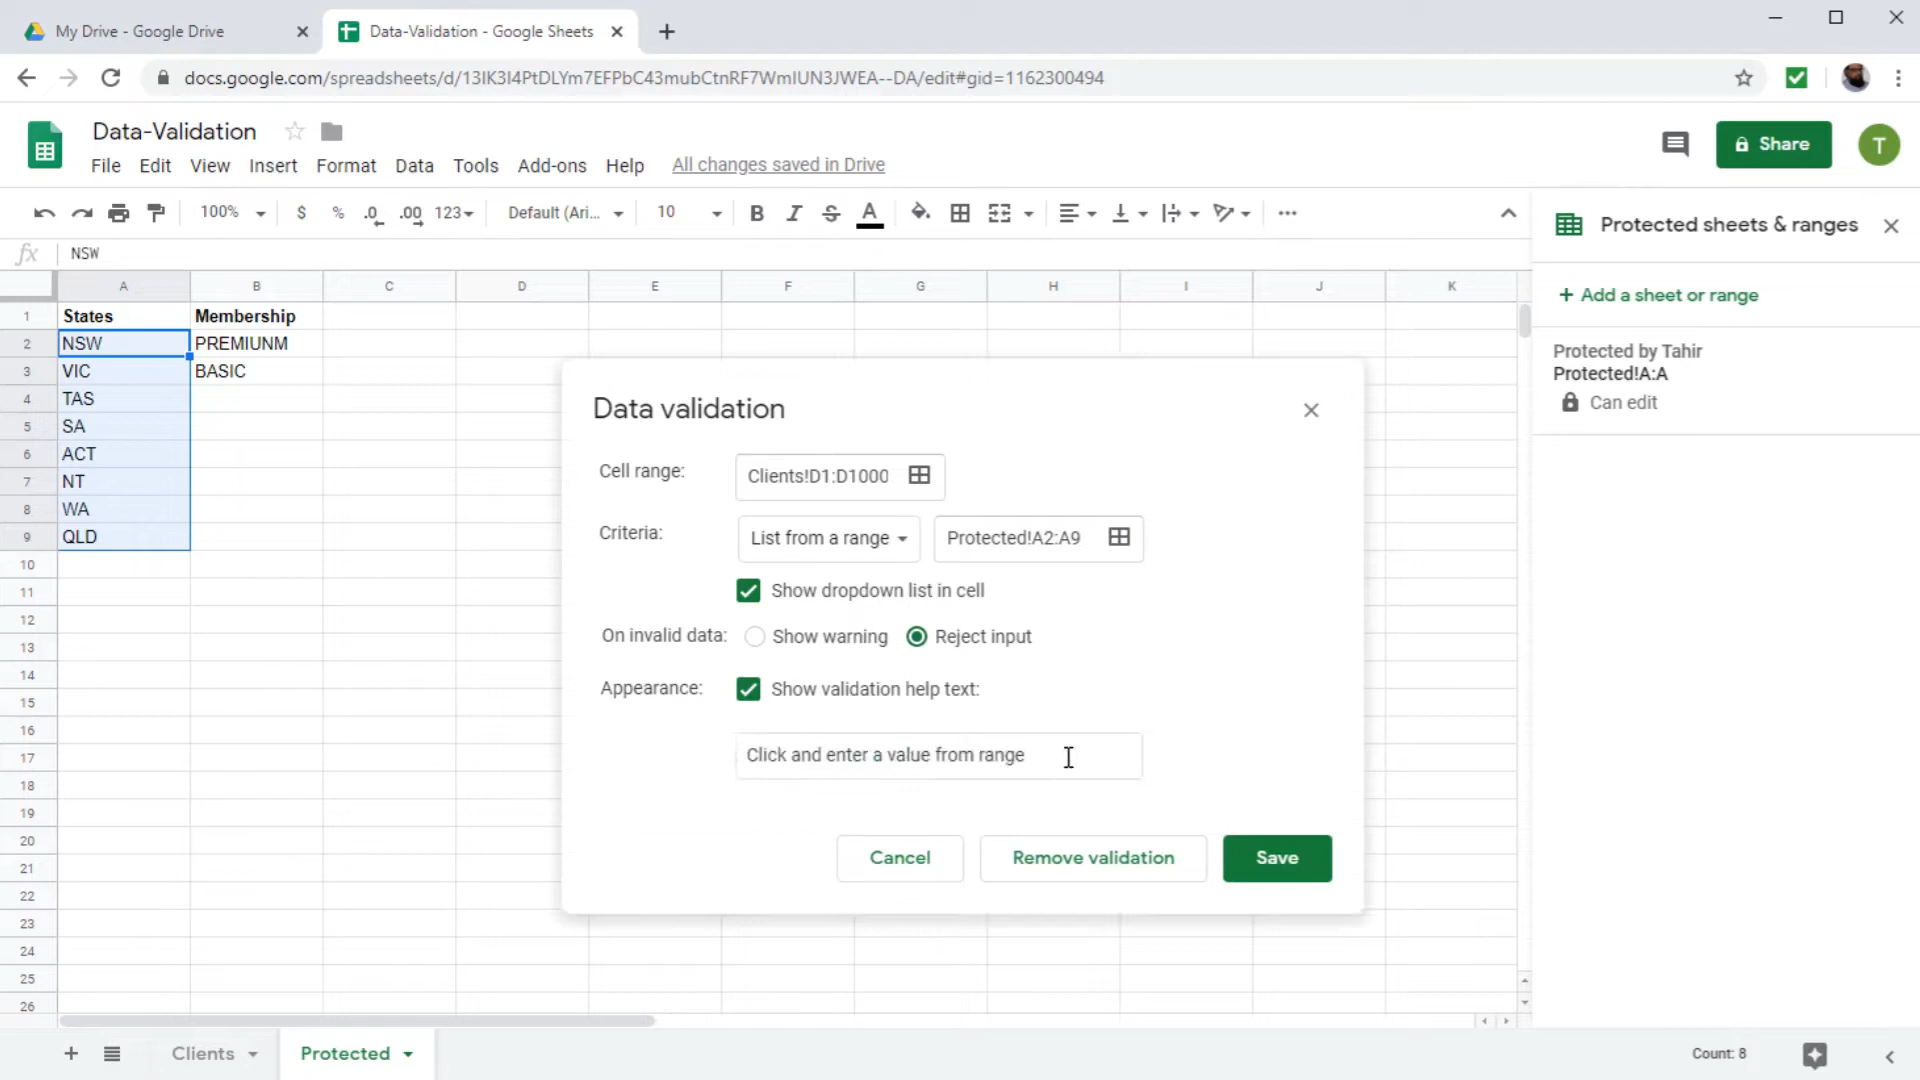 My Drive - Google Drive
Data-Validation - Google Sheets
docs.google.com/spreadsheets/d/13IK3I4PtDLYm7EFPbC43mubCtnRF7WmIUN3JWEA--DA/edit#gid=1162300494
Data-Validation
File Edit View Insert Format Data Tools Add-ons Help All changes saved in Drive
Share
T
100% $ % .0 .00 123 Default (Ari... 10 B I S A
fx NSW
A B C D E F G H I J K
1 States Membership
2 NSW PREMIUNM
3 VIC BASIC
4 TAS
5 SA
6 ACT
7 NT
8 WA
9 QLD
10
11
12
13
14
15
16
17
18
19
20
21
22
23
24
25
26
Data validation
Cell range: Clients!D1:D1000
Criteria: List from a range Protected!A2:A9
Show dropdown list in cell
On invalid data: Show warning Reject input
Appearance: Show validation help text:
Click and enter a value from range
Cancel Remove validation Save
Protected sheets & ranges
+ Add a sheet or range
Protected by Tahir
Protected!A:A
Can edit
Clients Protected
Count: 8